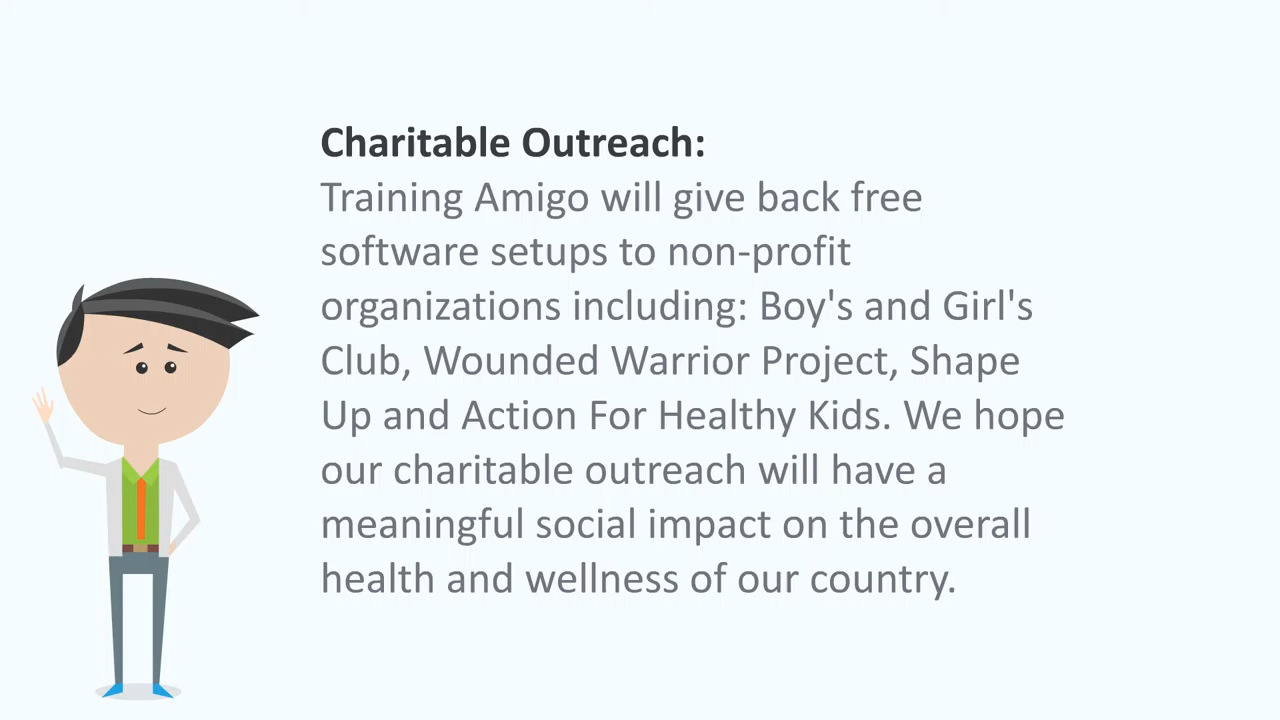 Charitable Outreach:
Training Amigo will give back free
software setups to non-profit
organizations including: Boy's and Girl's
Club, Wounded Warrior Project, Shape
Up and Action For Healthy Kids. We hope
our charitable outreach will have a
meaningful social impact on the overall
health and wellness of our country.